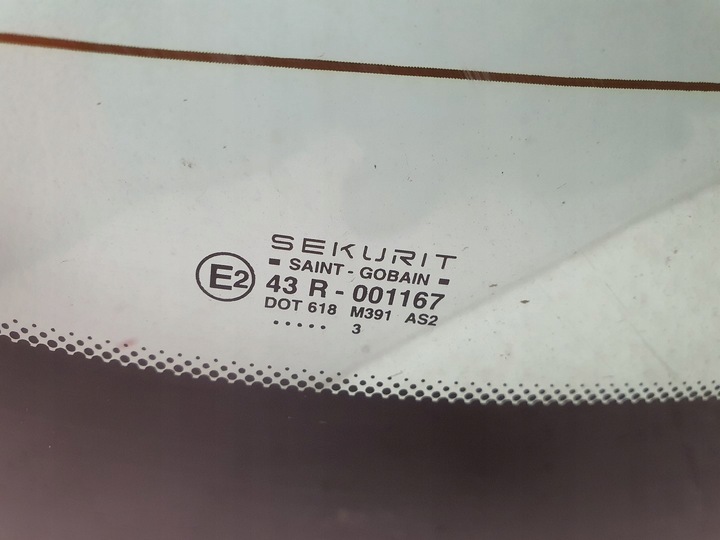 SEKURIT
SAINT - GOBAIN
E2
43 R - 001167
DOT 618 M391 AS2
..... 3